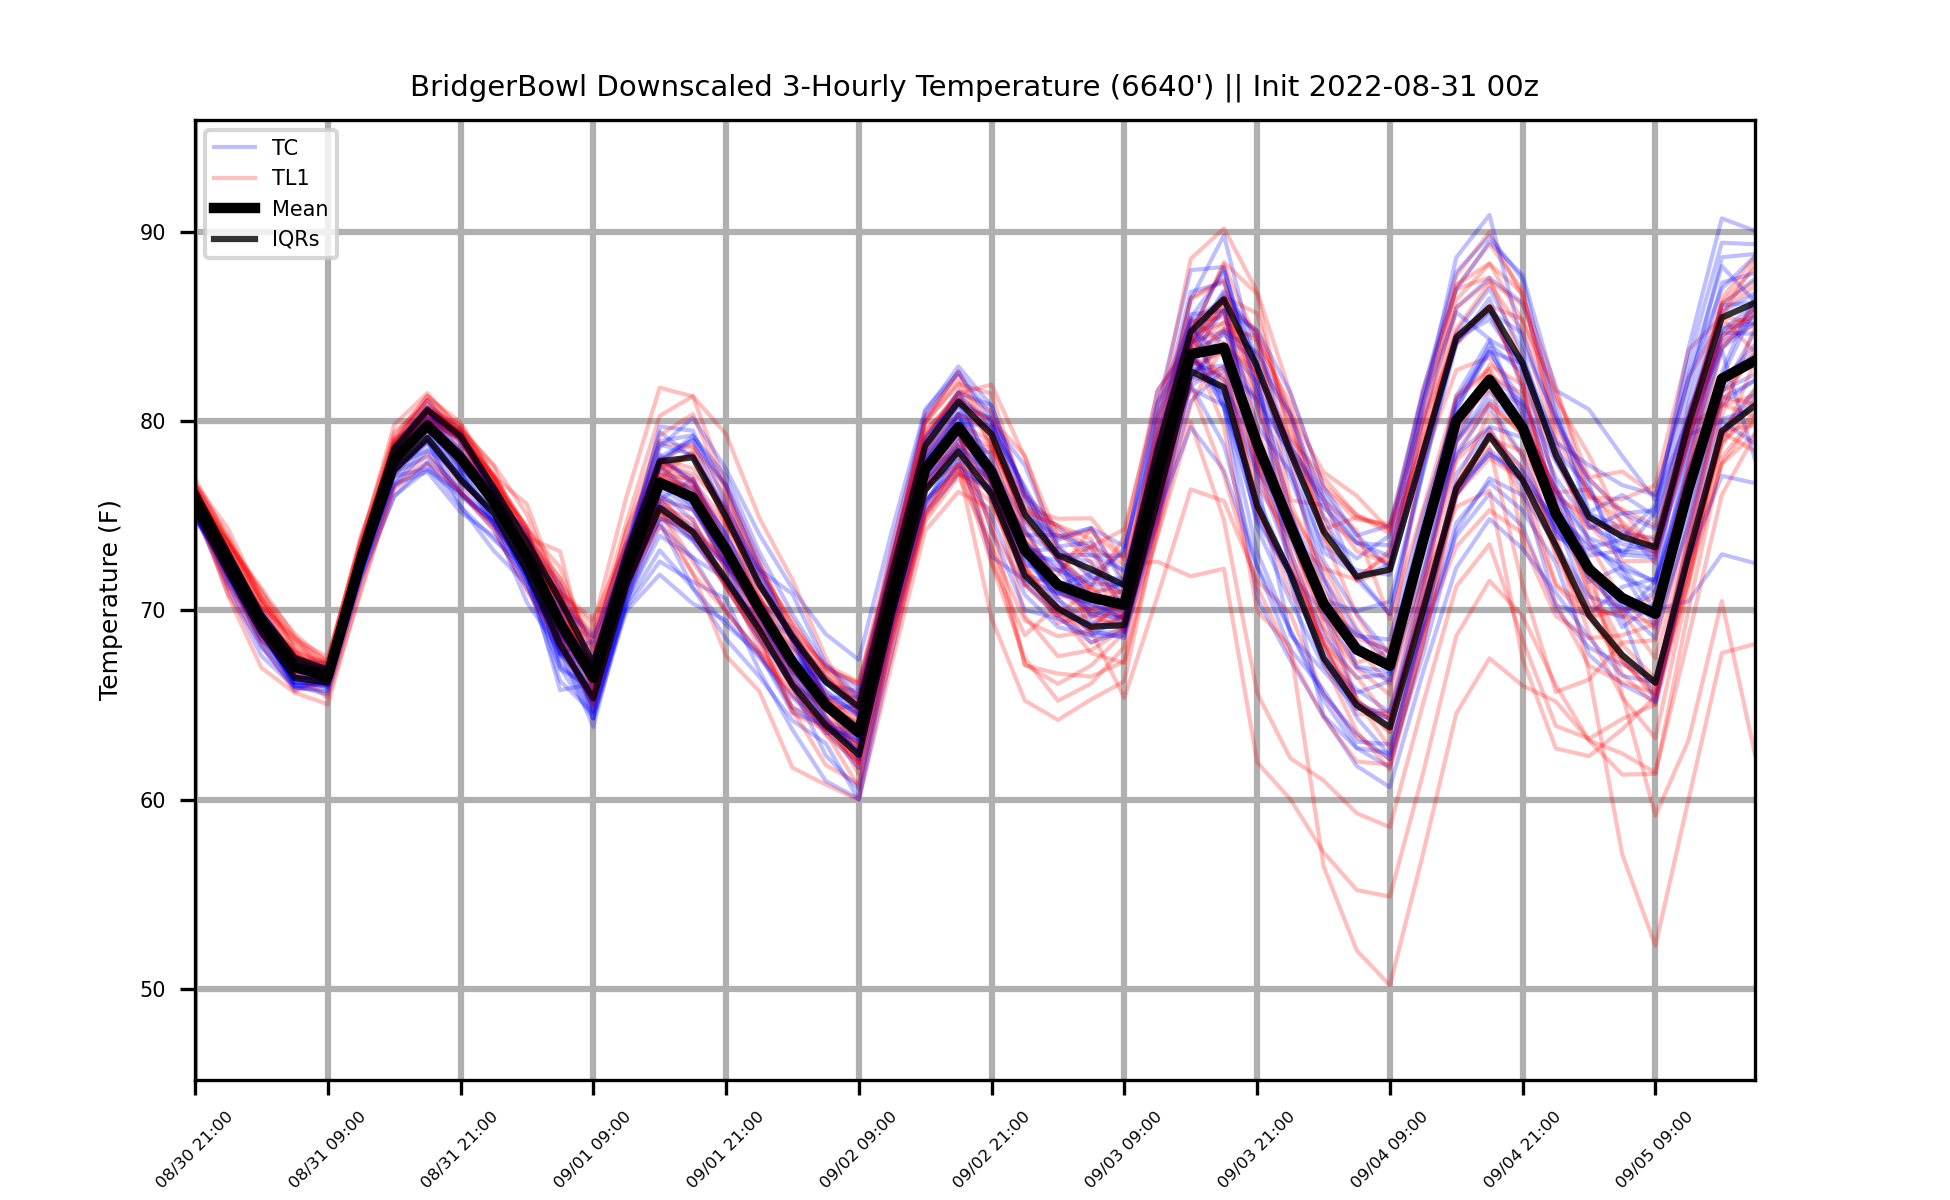 BridgerBowl Downscaled 3-Hourly Temperature (6640') || Init 2022-08-31 00z
TC
TL1
Mean
IQRs
Temperature (F)
90
80
70
60
50
08/30 21:00
08/31 09:00
08/31 21:00
09/01 09:00
09/01 21:00
09/02 09:00
09/02 21:00
09/03 09:00
09/03 21:00
09/04 09:00
09/04 21:00
09/05 09:00